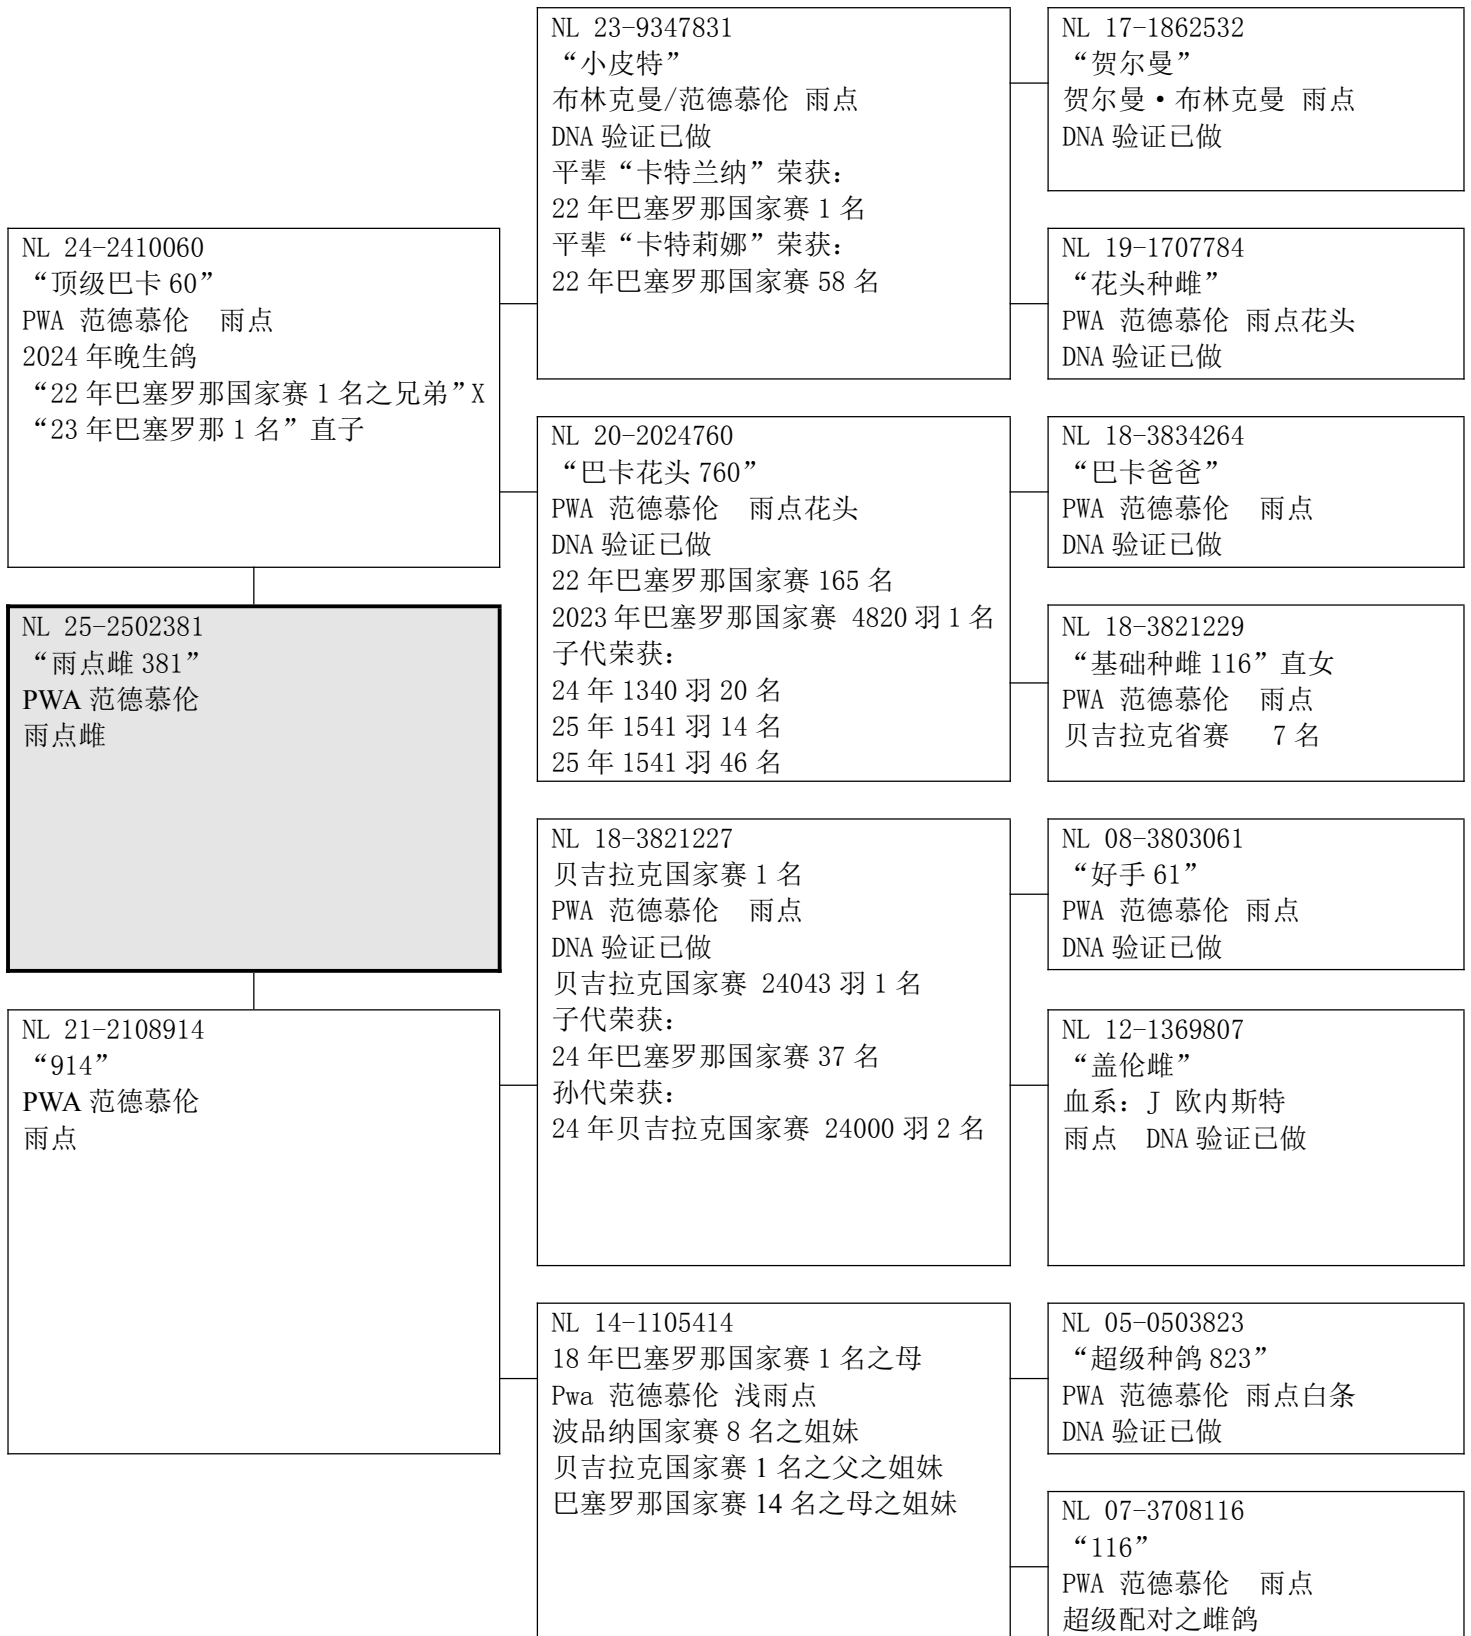 NL 23-9347831
“小皮特”
布林克曼/范德慕伦 雨点
DNA 验证已做
平辈“卡特兰纳”荣获：
22 年巴塞罗那国家赛 1 名
平辈“卡特莉娜”荣获：
22 年巴塞罗那国家赛 58 名
NL 17-1862532
“贺尔曼”
贺尔曼·布林克曼 雨点
DNA 验证已做
NL 19-1707784
“花头种雌”
PWA 范德慕伦 雨点花头
DNA 验证已做
NL 24-2410060
“顶级巴卡 60”
PWA 范德慕伦 雨点
2024 年晚生鸽
“22 年巴塞罗那国家赛 1 名之兄弟”X
“23 年巴塞罗那 1 名”直子
NL 20-2024760
“巴卡花头 760”
PWA 范德慕伦 雨点花头
DNA 验证已做
22 年巴塞罗那国家赛 165 名
2023 年巴塞罗那国家赛 4820 羽 1 名
子代荣获：
24 年 1340 羽 20 名
25 年 1541 羽 14 名
25 年 1541 羽 46 名
NL 18-3834264
“巴卡爸爸”
PWA 范德慕伦 雨点
DNA 验证已做
NL 18-3821229
“基础种雌 116”直女
PWA 范德慕伦 雨点
贝吉拉克省赛 7 名
NL 25-2502381
“雨点雌 381”
PWA 范德慕伦
雨点雌
NL 18-3821227
贝吉拉克国家赛 1 名
PWA 范德慕伦 雨点
DNA 验证已做
贝吉拉克国家赛 24043 羽 1 名
子代荣获：
24 年巴塞罗那国家赛 37 名
孙代荣获：
24 年贝吉拉克国家赛 24000 羽 2 名
NL 08-3803061
“好手 61”
PWA 范德慕伦 雨点
DNA 验证已做
NL 12-1369807
“盖伦雌”
血系：J 欧内斯特
雨点 DNA 验证已做
NL 21-2108914
“914”
PWA 范德慕伦
雨点
NL 14-1105414
18 年巴塞罗那国家赛 1 名之母
Pwa 范德慕伦 浅雨点
波品纳国家赛 8 名之姐妹
贝吉拉克国家赛 1 名之父之姐妹
巴塞罗那国家赛 14 名之母之姐妹
NL 05-0503823
“超级种鸽 823”
PWA 范德慕伦 雨点白条
DNA 验证已做
NL 07-3708116
“116”
PWA 范德慕伦 雨点
超级配对之雌鸽